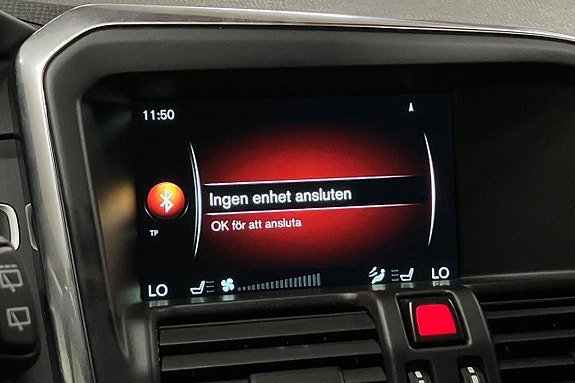 11:50
Ingen enhet ansluten
OK för att ansluta
TP
LO LO